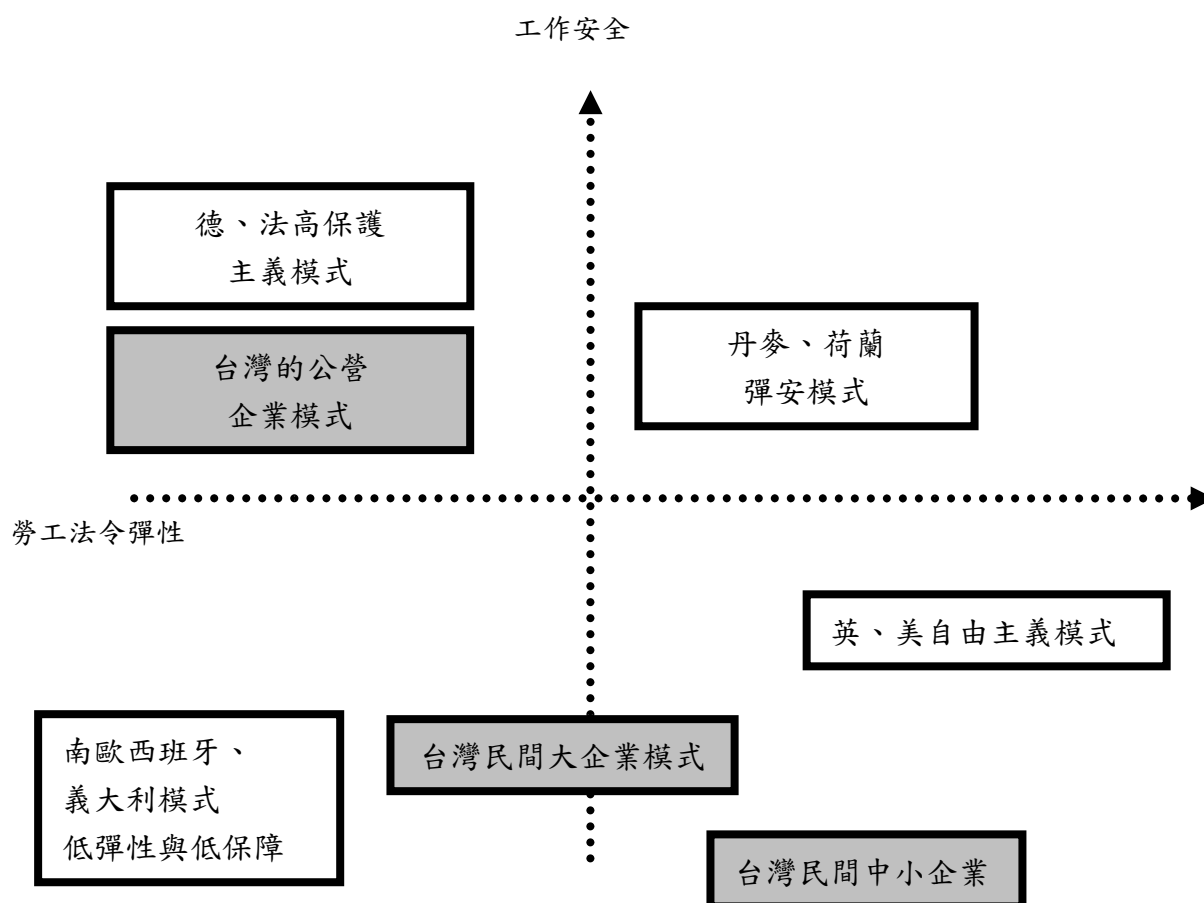 工作安全
德、法高保護
主義模式
台灣的公營
企業模式
丹麥、荷蘭
彈安模式
勞工法令彈性
英、美自由主義模式
南歐西班牙、
義大利模式
低彈性與低保障
台灣民間大企業模式
台灣民間中小企業